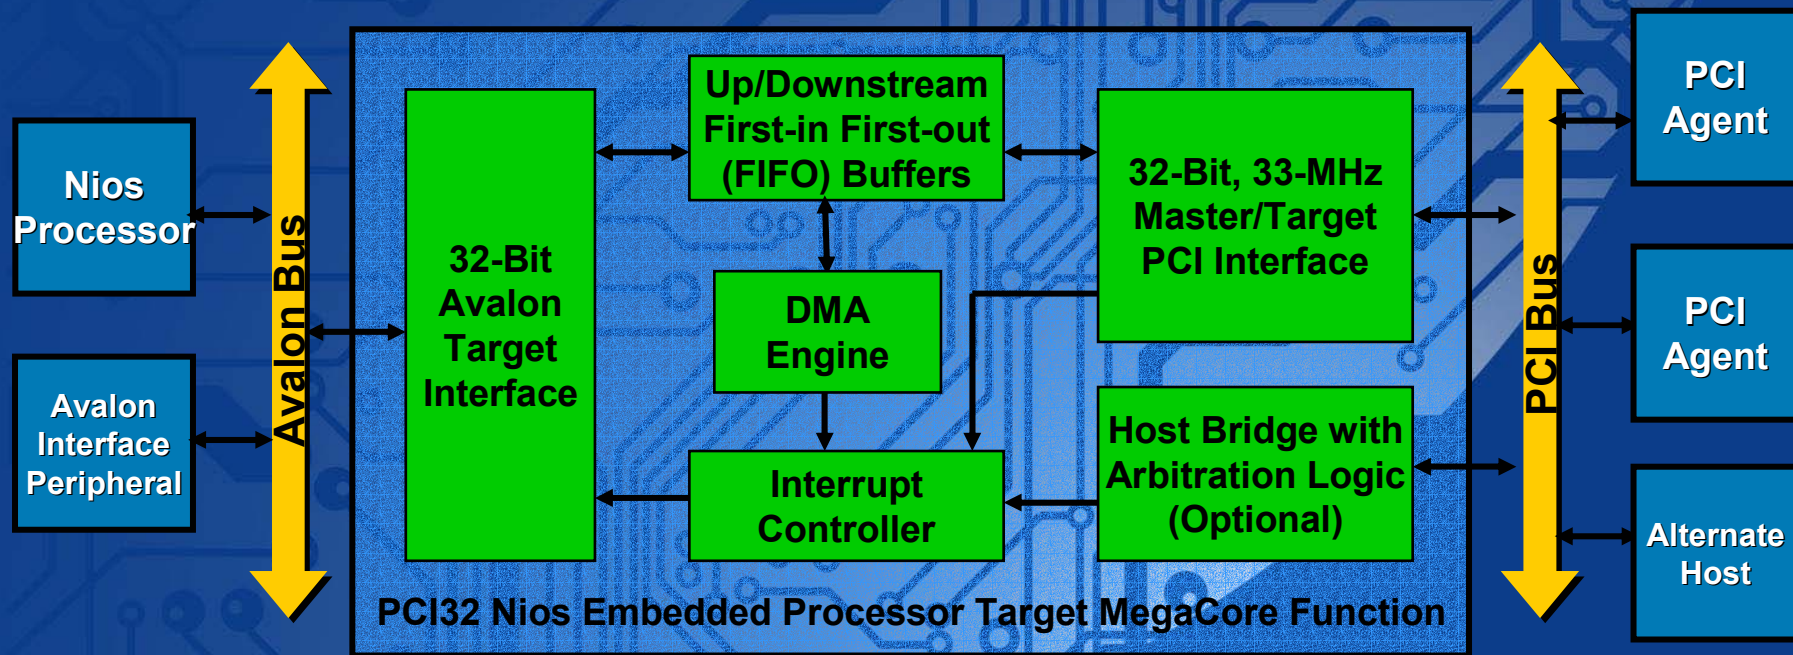 Nios
Processor
Avalon
Interface
Peripheral
Avalon Bus
32-Bit
Avalon
Target
Interface
Up/Downstream
First-in First-out
(FIFO) Buffers
DMA
Engine
Interrupt
Controller
32-Bit, 33-MHz
Master/Target
PCI Interface
Host Bridge with
Arbitration Logic
(Optional)
PCI32 Nios Embedded Processor Target MegaCore Function
PCI Bus
PCI
Agent
PCI
Agent
Alternate
Host